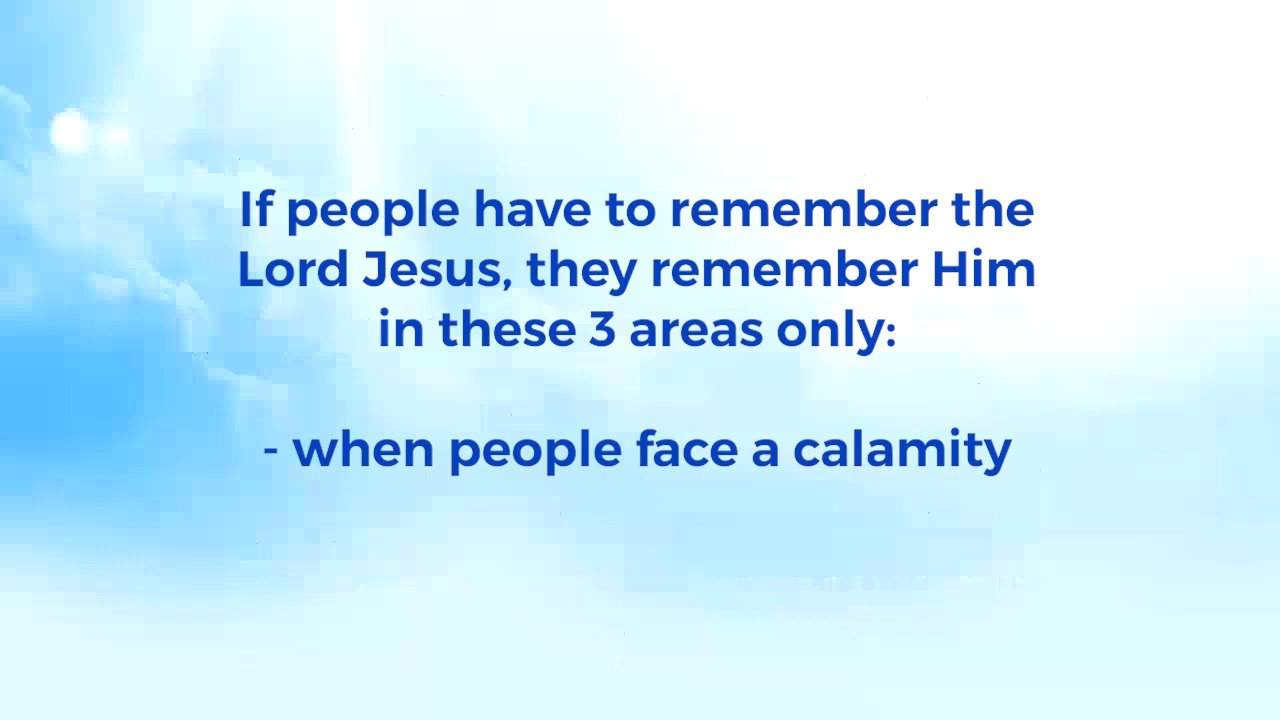 If people have to remember the
Lord Jesus, they remember Him
in these 3 areas only:
- when people face a calamity